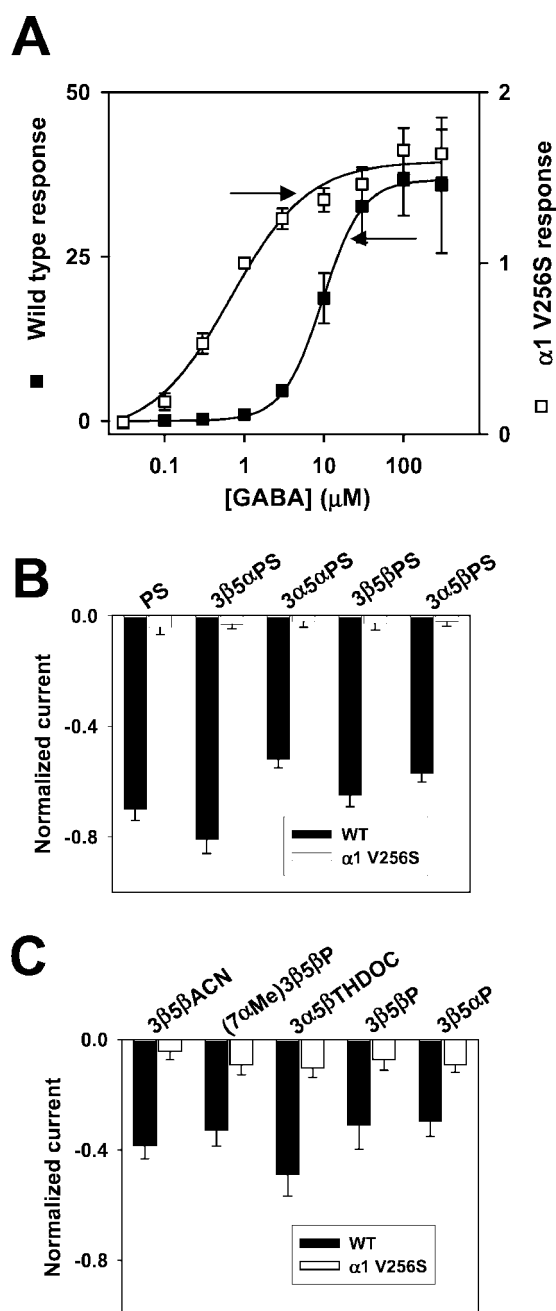 A
50
25
0
Wild type response
2
1
0
α1 V256S response
0.1 1 10 100
[GABA] (μM)
B
PS 3β5αPS 3α5αPS 3β5βPS 3α5βPS
0.0
-0.4
-0.8
Normalized current
WT
α1 V256S
C
3β5βACN (7αMe)3β5βP 3α5βTHDOC 3β5βP 3β5αP
0.0
-0.4
-0.8
Normalized current
WT
α1 V256S